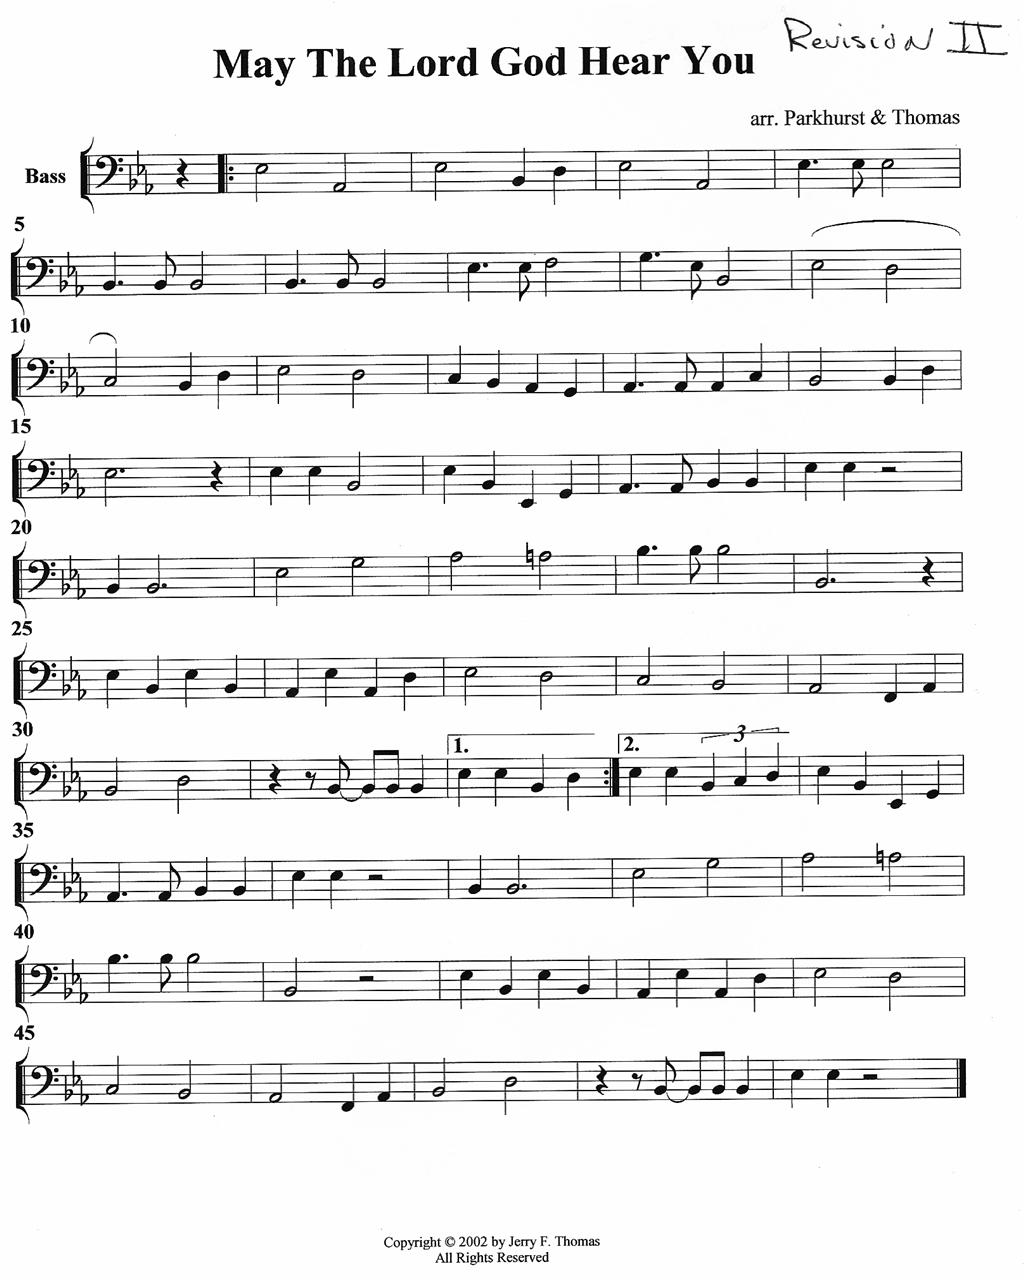 Revision II
May The Lord God Hear You
arr. Parkhurst & Thomas
Bass
5
10
15
20
25
30
1.
2.
3
35
40
45
Copyright © 2002 by Jerry F. Thomas
All Rights Reserved